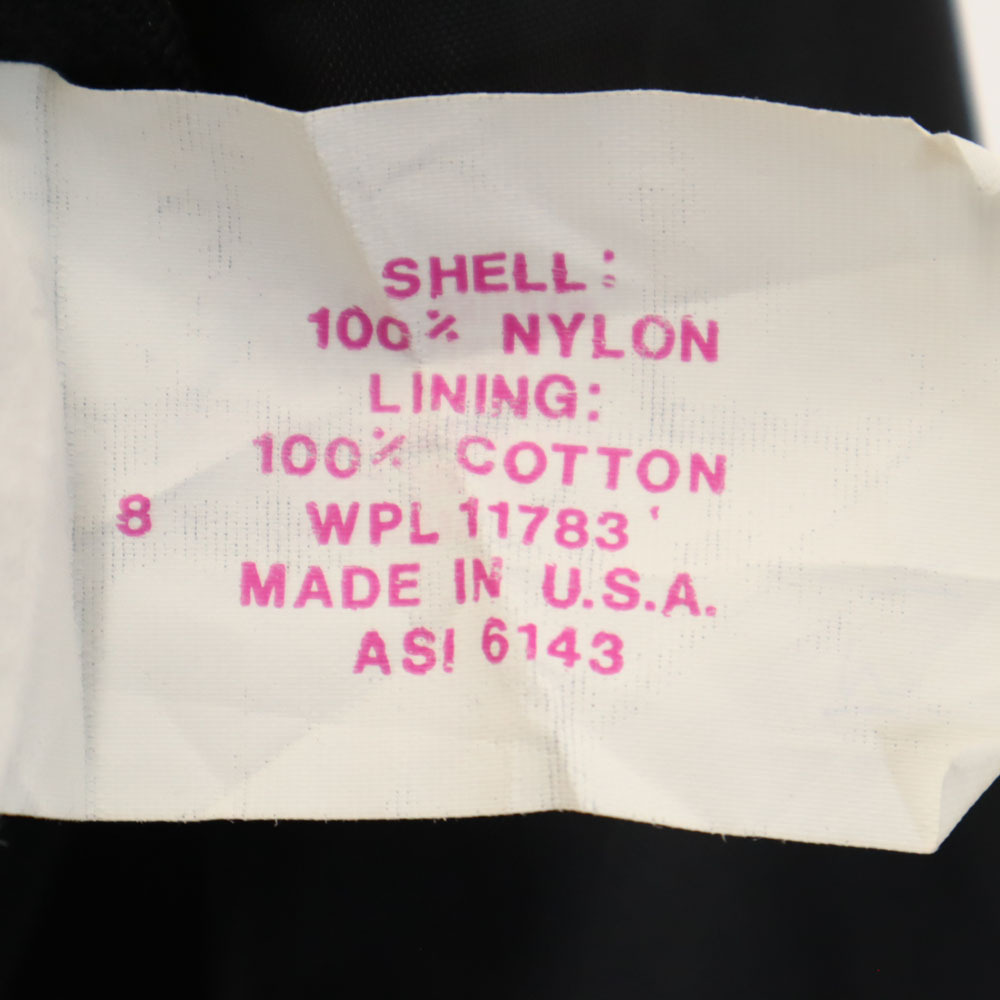 SHELL:
100% NYLON
LINING:
100% COTTON
8 WPL 11783
MADE IN U.S.A.
ASI 6143